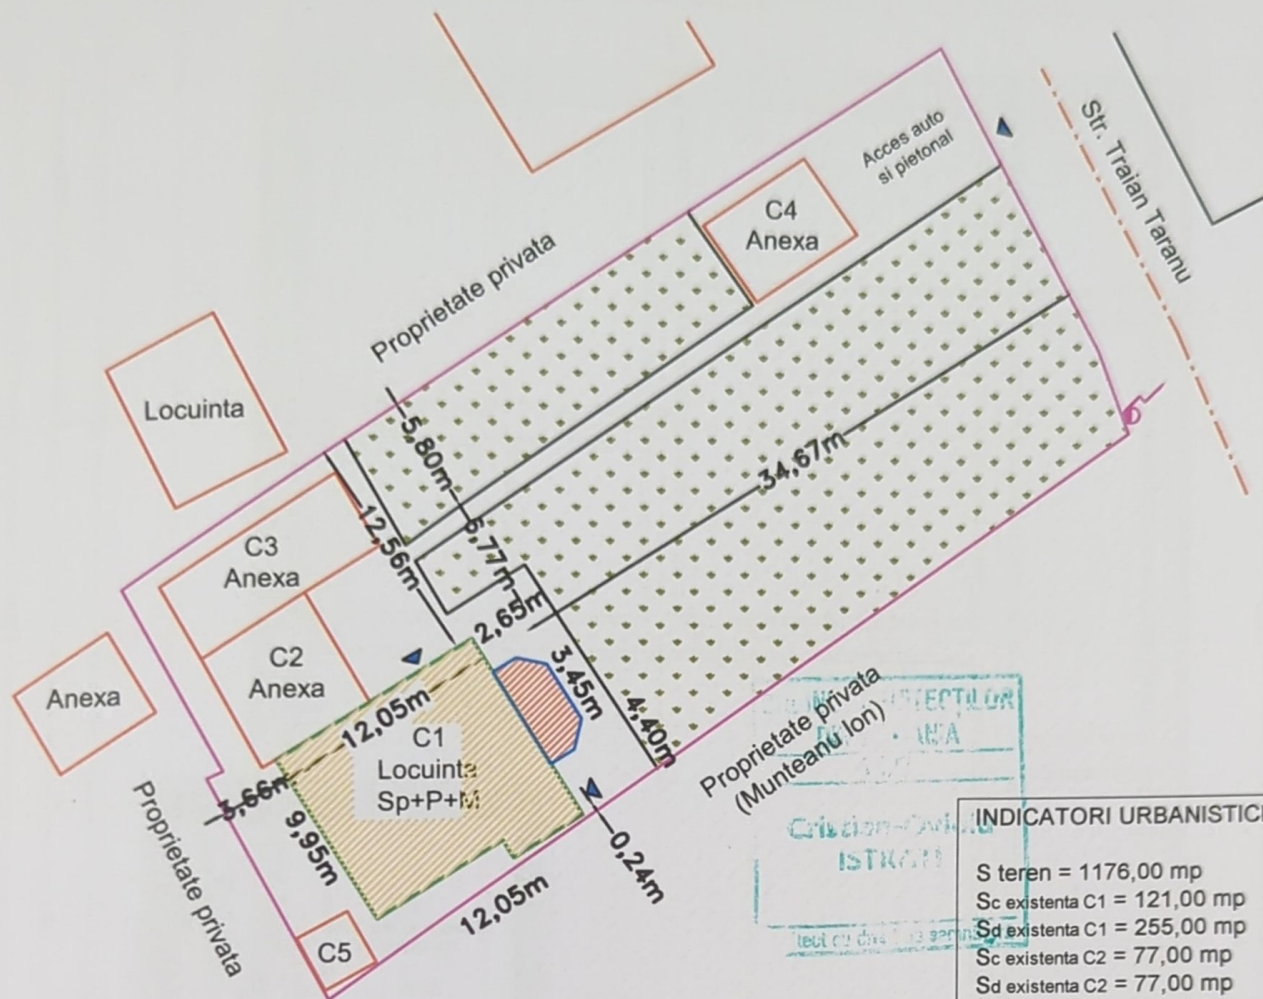 Str. Traian Taranu
Acces auto
si pietonal
C4
Anexa
Proprietate privata
Locuinta
5,80m
34,67m
12,56m
6,77m
C3
Anexa
2,65m
C2
Anexa
3,45m
4,40m
Anexa
12,05m
C1
Locuinta
Sp+P+M
3,66m
9,95m
0,24m
12,05m
C5
Proprietate privata
Proprietate privata
(Munteanu Ion)
ISTRATI
INDICATORI URBANISTICI
S teren = 1176,00 mp
Sc existenta C1 = 121,00 mp
Sd existenta C1 = 255,00 mp
Sc existenta C2 = 77,00 mp
Sd existenta C2 = 77,00 mp